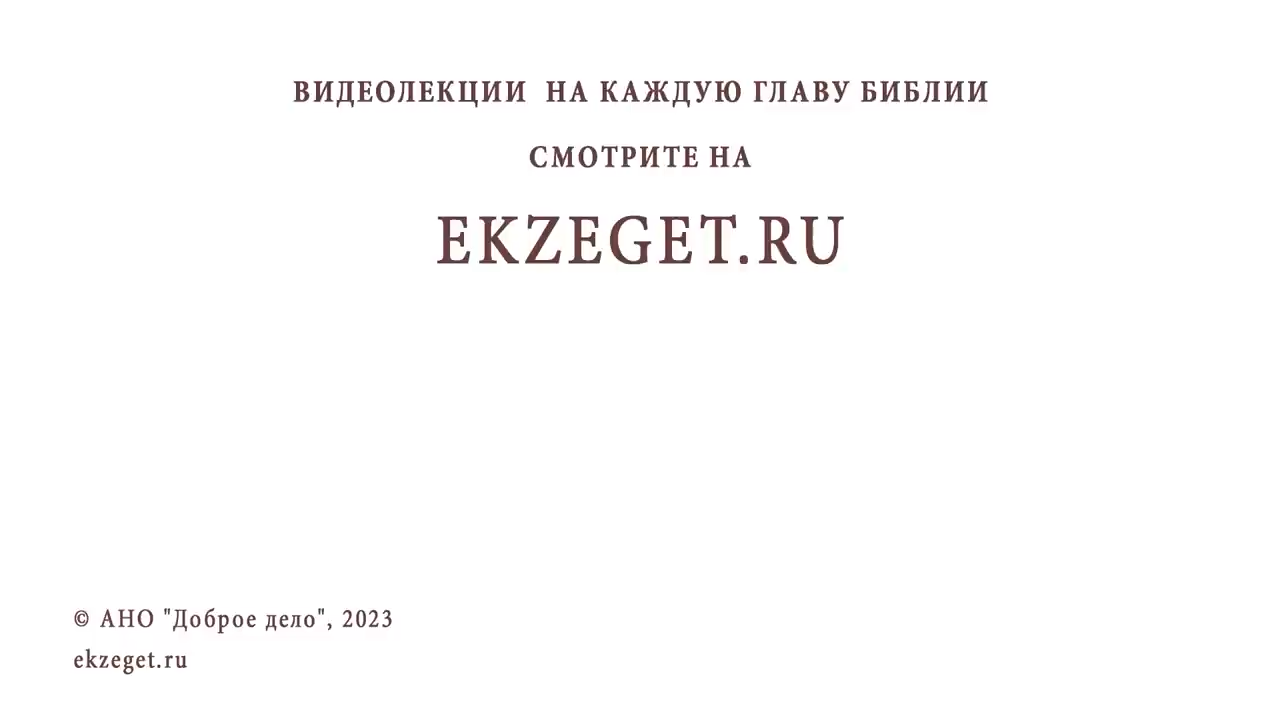 ВИДЕОЛЕКЦИИ НА КАЖДУЮ ГЛАВУ БИБЛИИ
СМОТРИТЕ НА
EKZEGET.RU
© АНО "Доброе дело", 2023
ekzeget.ru